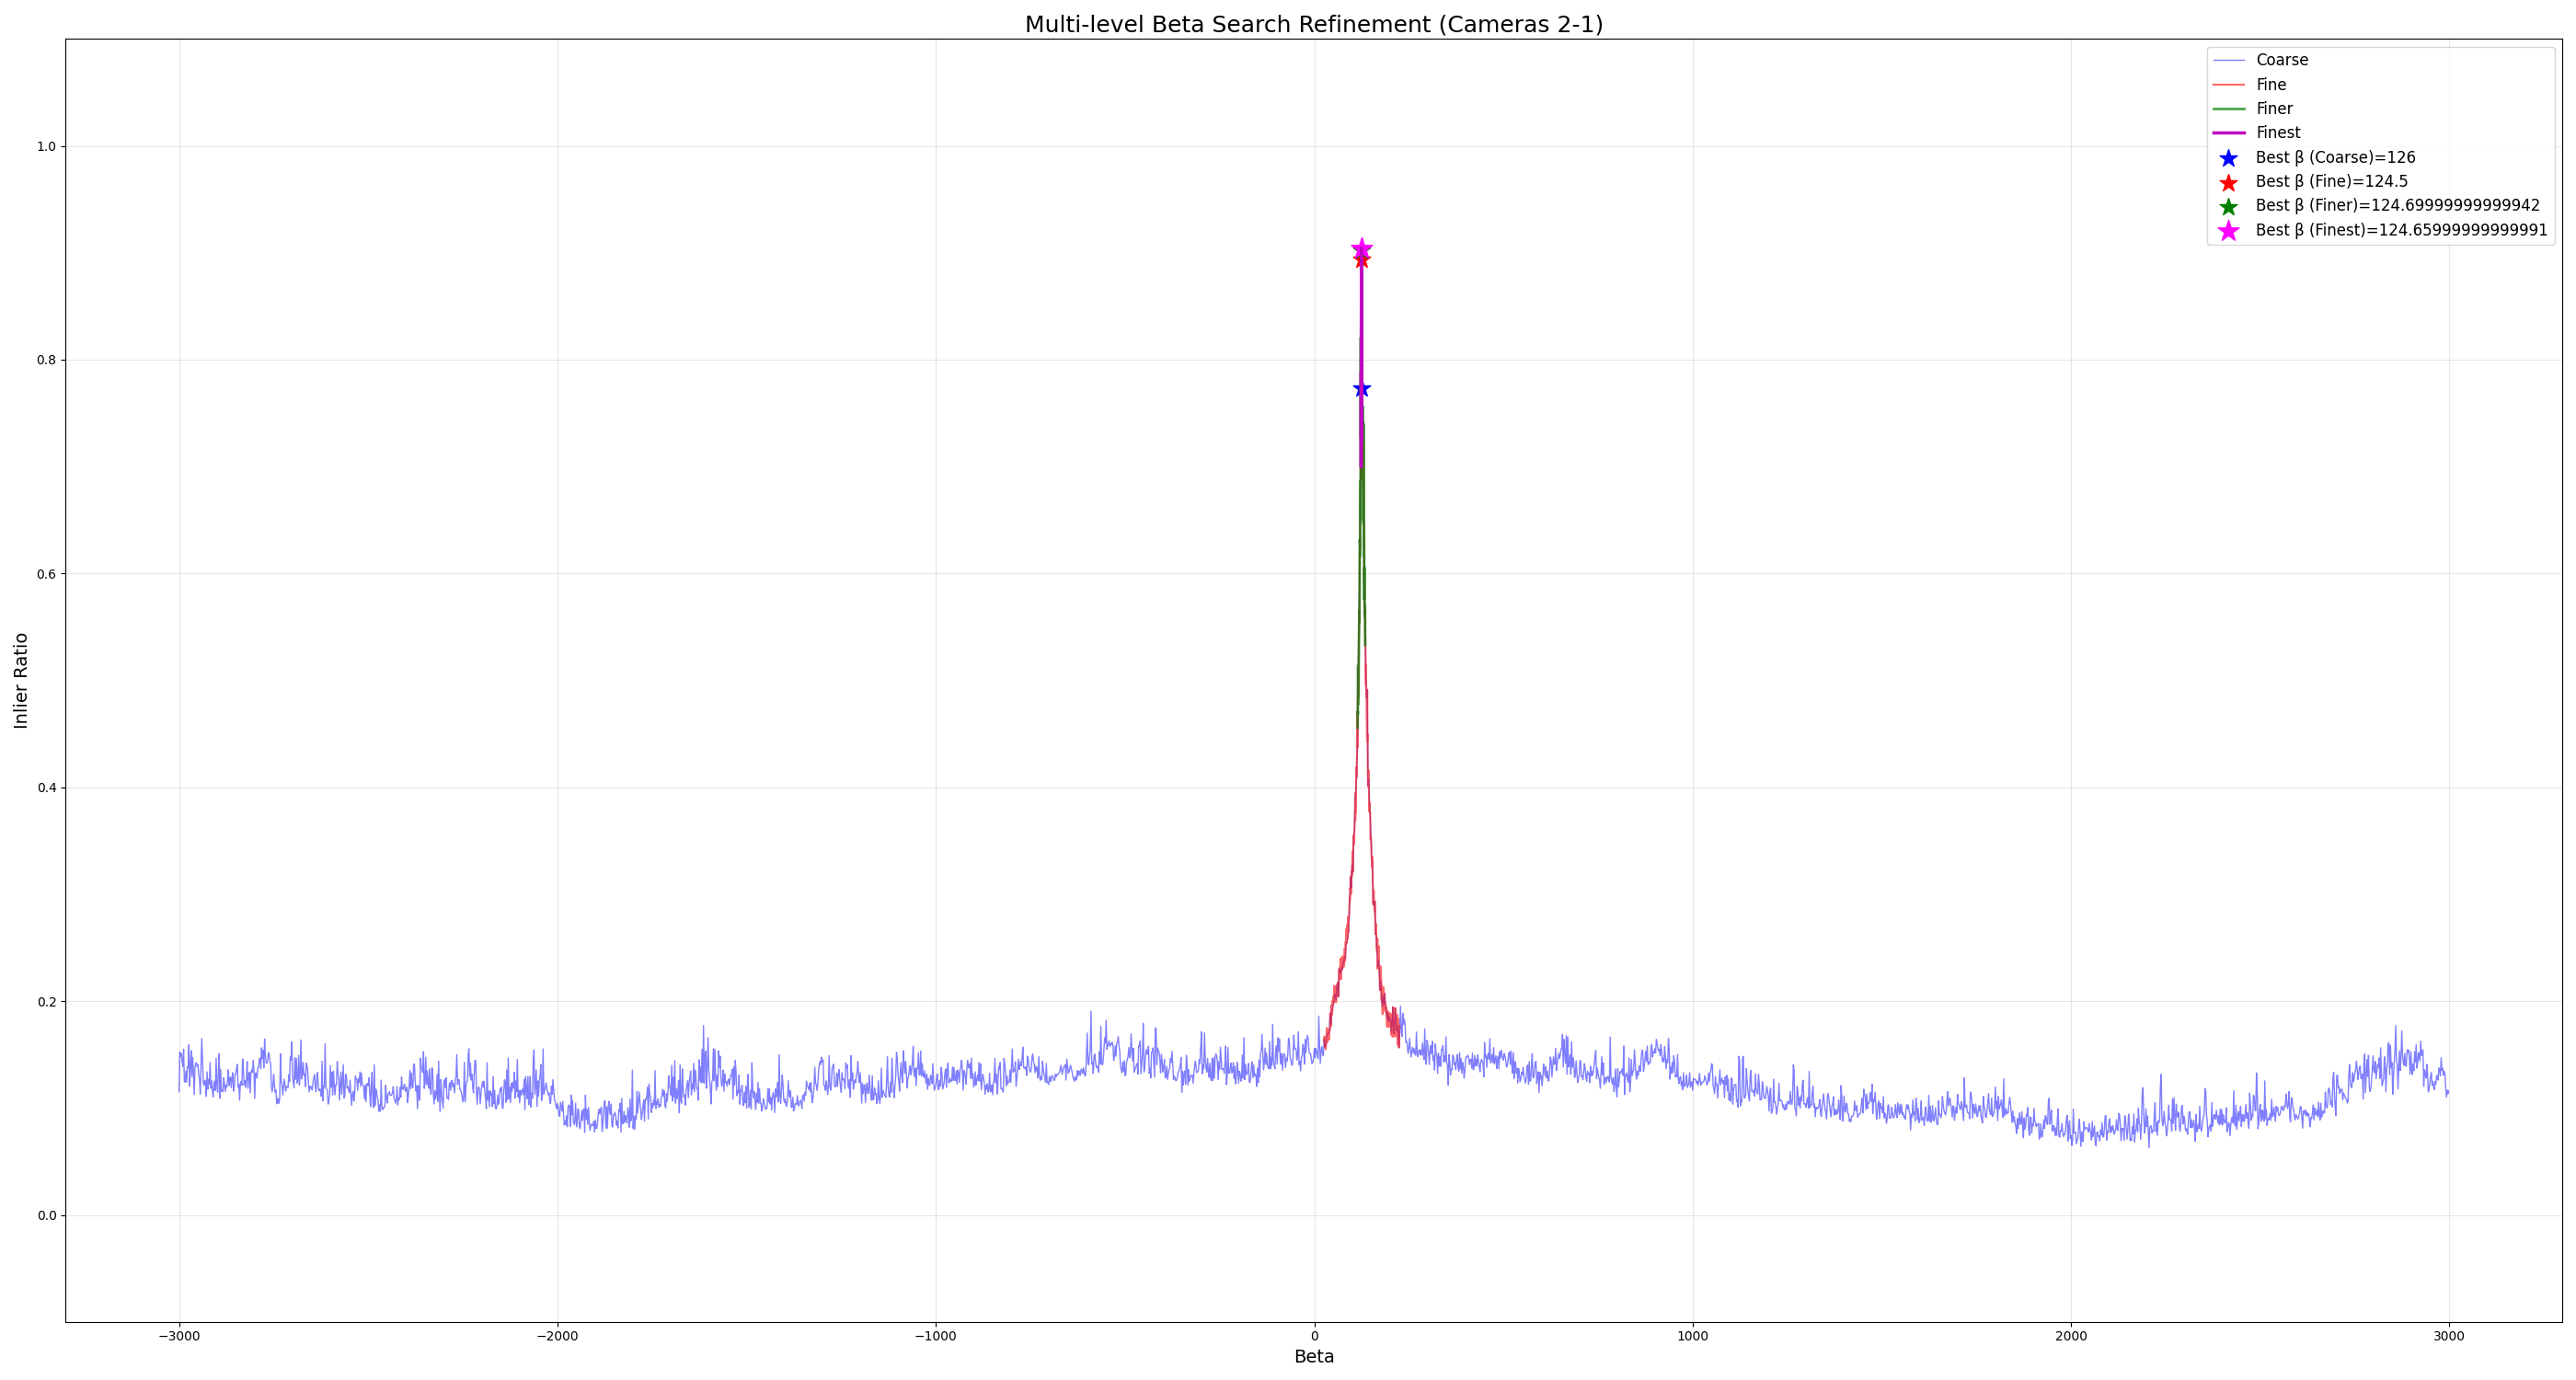 Multi-level Beta Search Refinement (Cameras 2-1)
Coarse
Fine
Finer
Finest
Best β (Coarse)=126
Best β (Fine)=124.5
Best β (Finer)=124.69999999999942
Best β (Finest)=124.65999999999991
Inlier Ratio
1.0
0.8
0.6
0.4
0.2
0.0
−3000
−2000
−1000
0
1000
2000
3000
Beta